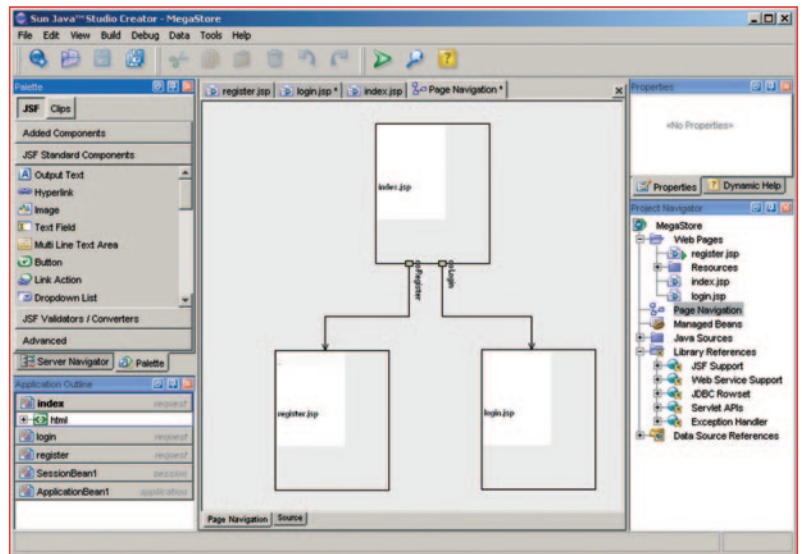 Sun Java™ Studio Creator - MegaStore
File Edit View Build Debug Data Tools Help
Palette
JSF Clips
Added Components
JSF Standard Components
Output Text
Hyperlink
Image
Text Field
Multi Line Text Area
Button
Link Action
Dropdown List
JSF Validators / Converters
Advanced
Server Navigator Palette
Application Outline
index request
html
login request
register request
SessionBean1 session
ApplicationBean1 application
register.jsp login.jsp * index.jsp Page Navigation *
index.jsp
goRegister
goLogin
register.jsp
login.jsp
Page Navigation Source
Properties
<No Properties>
Properties Dynamic Help
Project Navigator
MegaStore
Web Pages
register.jsp
Resources
index.jsp
login.jsp
Page Navigation
Managed Beans
Java Sources
Library References
JSF Support
Web Service Support
JDBC Rowset
Servlet APIs
Exception Handler
Data Source References